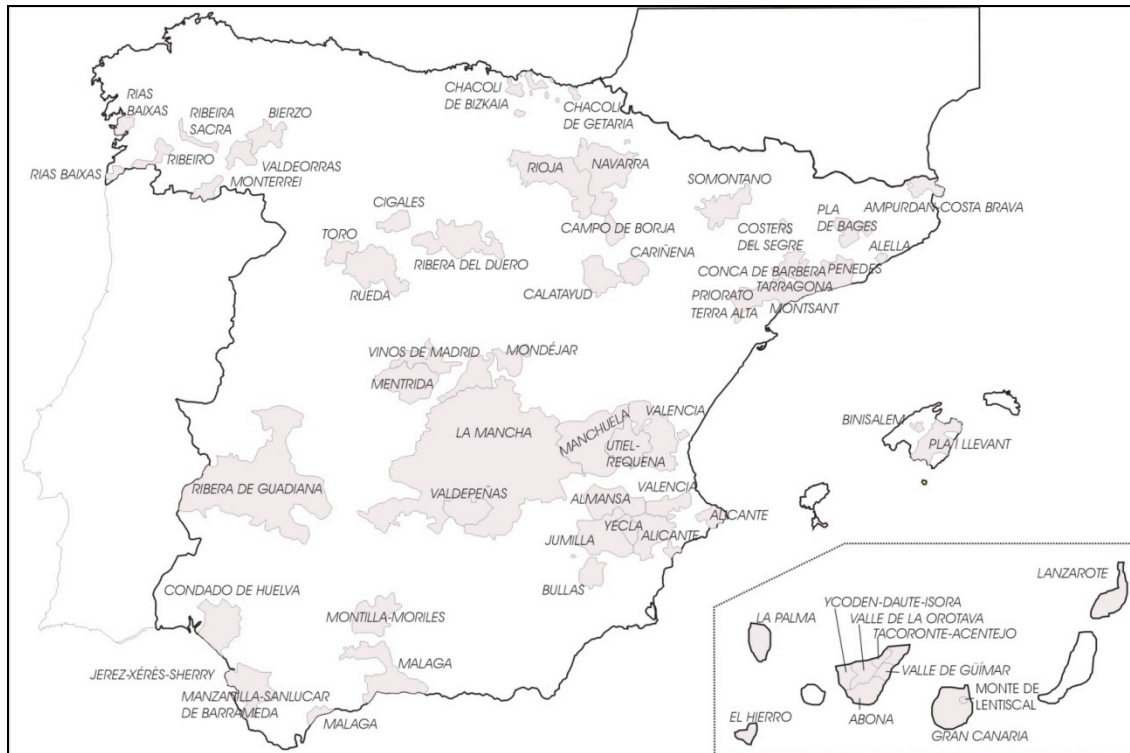 CHACOLI
DE BIZKAIA
CHACOLI
DE GETARIA
RIAS
BAIXAS
RIBEIRA
SACRA
BIERZO
RIBEIRO
VALDEORRAS
RIAS BAIXAS
MONTERREI
RIOJA
NAVARRA
SOMONTANO
AMPURDAN-COSTA BRAVA
CIGALES
CAMPO DE BORJA
COSTERS
DEL SEGRE
PLA
DE BAGES
ALELLA
TORO
RIBERA DEL DUERO
CARIÑENA
CONCA DE BARBERA
PENEDES
RUEDA
CALATAYUD
TARRAGONA
PRIORATO
TERRA ALTA
MONTSANT
VINOS DE MADRID
MONDÉJAR
MENTRIDA
LA MANCHA
MANCHUELA
VALENCIA
UTIEL-
REQUENA
BINISALEM
PLA I LLEVANT
RIBERA DE GUADIANA
VALDEPEÑAS
ALMANSA
VALENCIA
YECLA
ALICANTE
JUMILLA
ALICANTE
BULLAS
CONDADO DE HUELVA
MONTILLA-MORILES
JEREZ-XÉRÈS-SHERRY
MALAGA
MANZANILLA-SANLUCAR
DE BARRAMEDA
MALAGA
LANZAROTE
YCODEN-DAUTE-ISORA
LA PALMA
VALLE DE LA OROTAVA
TACORONTE-ACENTEJO
VALLE DE GÜÍMAR
MONTE DE
LENTISCAL
EL HIERRO
ABONA
GRAN CANARIA